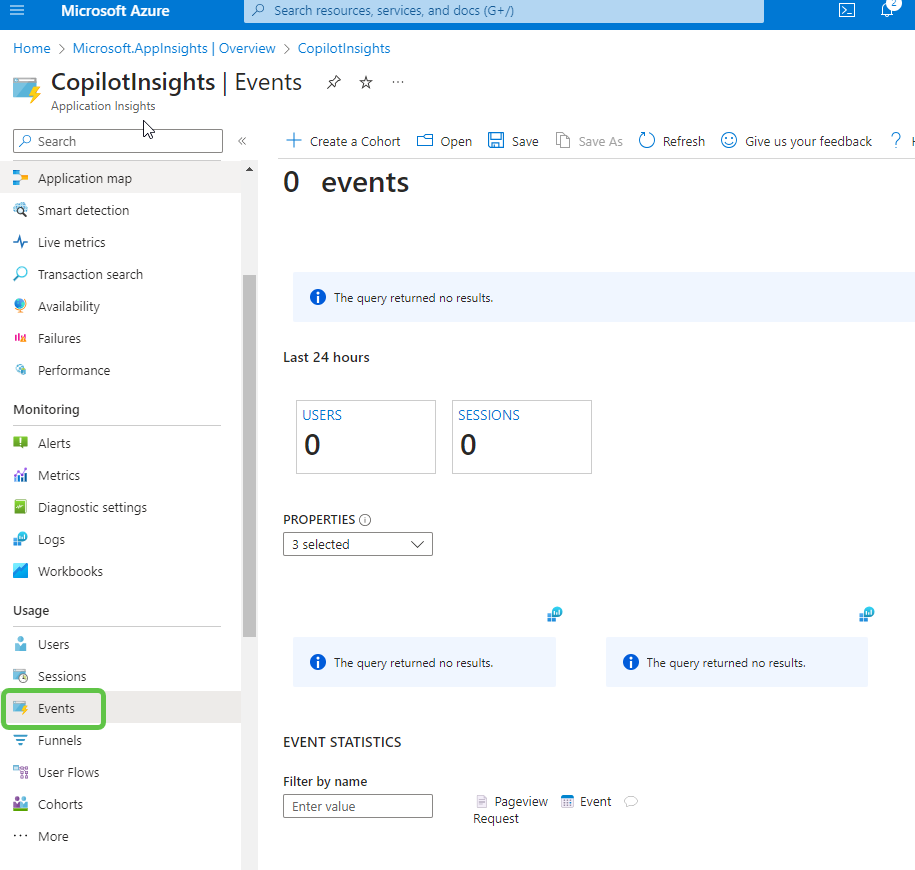 Microsoft Azure
Search resources, services, and docs (G+/)
2
Home > Microsoft.AppInsights | Overview > CopilotInsights
CopilotInsights | Events
Application Insights
Search
«
Create a Cohort
Open
Save
Save As
Refresh
Give us your feedback
?
Application map
Smart detection
Live metrics
Transaction search
Availability
Failures
Performance
Monitoring
Alerts
Metrics
Diagnostic settings
Logs
Workbooks
Usage
Users
Sessions
Events
Funnels
User Flows
Cohorts
More
0 events
The query returned no results.
Last 24 hours
USERS
0
SESSIONS
0
PROPERTIES
3 selected
The query returned no results.
The query returned no results.
EVENT STATISTICS
Filter by name
Enter value
Pageview
Event
Request